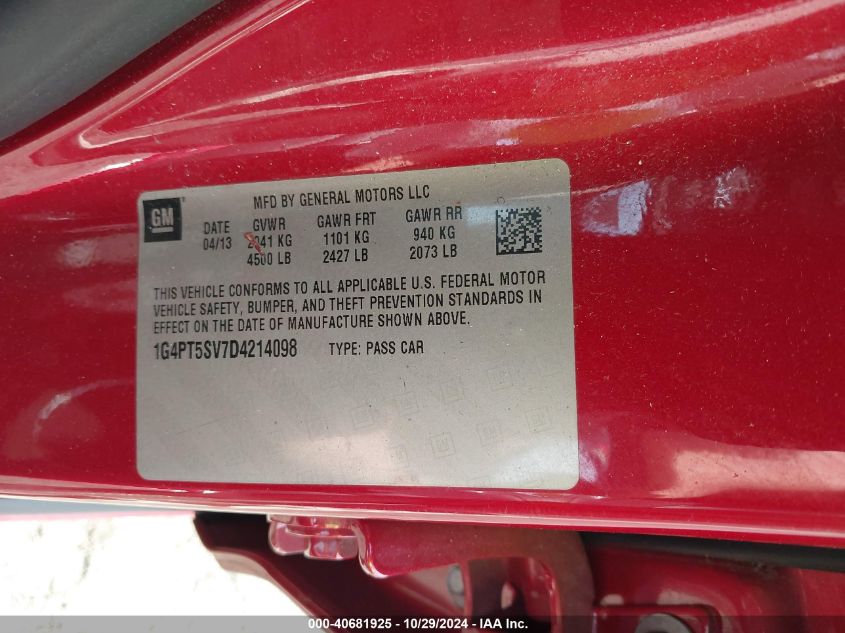 GM
MFD BY GENERAL MOTORS LLC
DATE GVWR GAWR FRT GAWR RR
04/13 2041 KG 1101 KG 940 KG
4500 LB 2427 LB 2073 LB
THIS VEHICLE CONFORMS TO ALL APPLICABLE U.S. FEDERAL MOTOR
VEHICLE SAFETY, BUMPER, AND THEFT PREVENTION STANDARDS IN
EFFECT ON THE DATE OF MANUFACTURE SHOWN ABOVE.
1G4PT5SV7D4214098 TYPE: PASS CAR
000-40681925 - 10/29/2024 - IAA Inc.